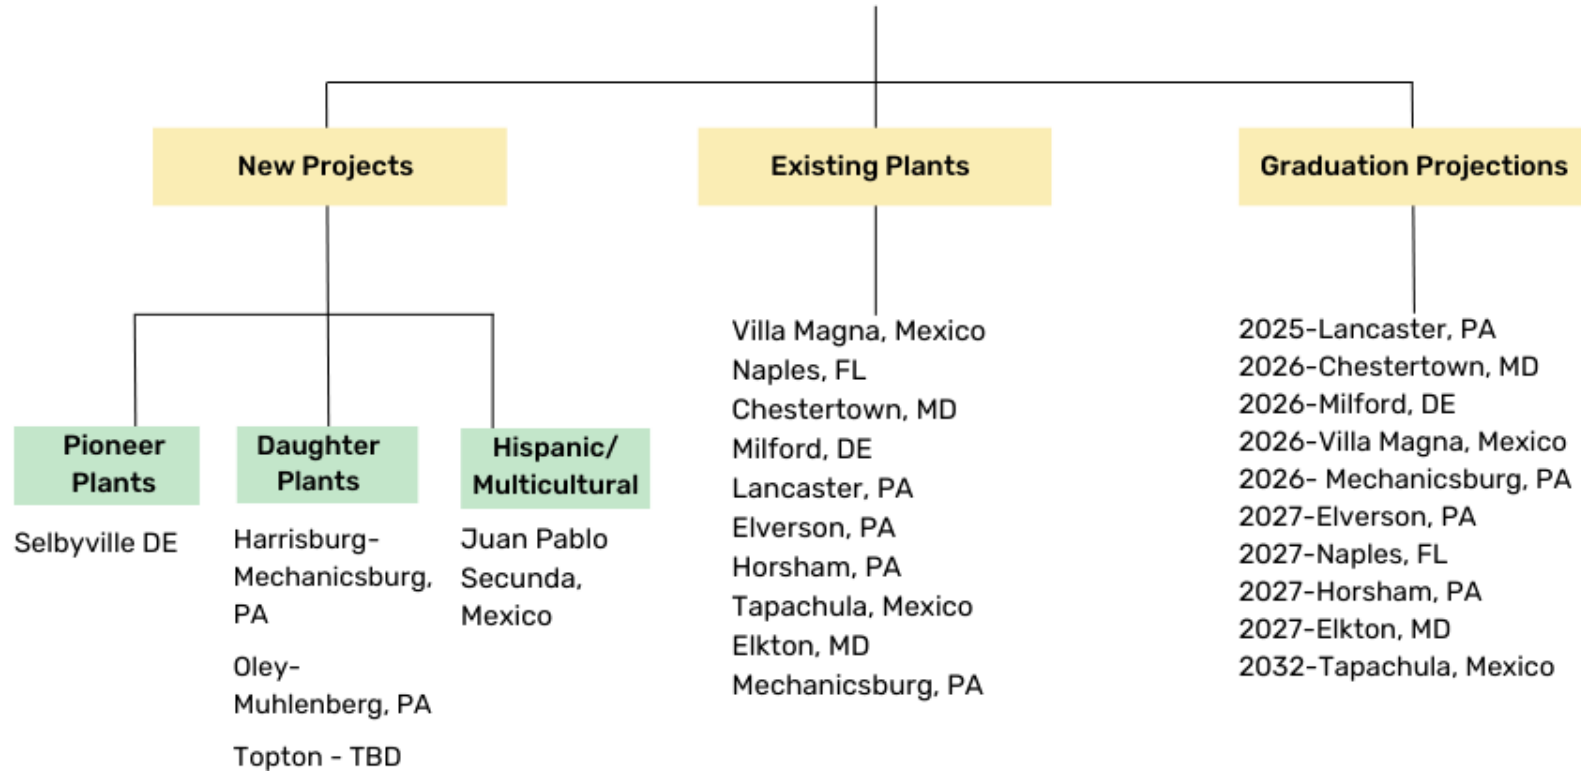 New Projects
Existing Plants
Graduation Projections
Pioneer
Plants
Selbyville DE
Daughter
Plants
Harrisburg-
Mechanicsburg,
PA
Oley-
Muhlenberg, PA
Topton - TBD
Hispanic/
Multicultural
Juan Pablo
Secunda,
Mexico
Villa Magna, Mexico
Naples, FL
Chestertown, MD
Milford, DE
Lancaster, PA
Elverson, PA
Horsham, PA
Tapachula, Mexico
Elkton, MD
Mechanicsburg, PA
2025-Lancaster, PA
2026-Chestertown, MD
2026-Milford, DE
2026-Villa Magna, Mexico
2026- Mechanicsburg, PA
2027-Elverson, PA
2027-Naples, FL
2027-Horsham, PA
2027-Elkton, MD
2032-Tapachula, Mexico